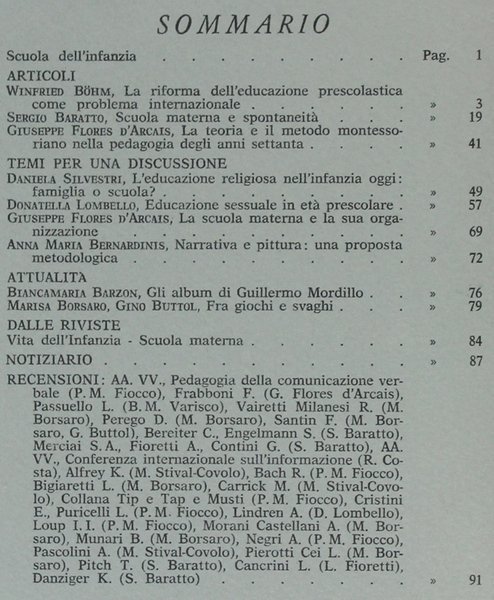 SOMMARIO
Scuola dell'infanzia . . . . . . . . Pag. 1
ARTICOLI
WINFRIED BÖHM, La riforma dell'educazione prescolastica
come problema internazionale . . . . . . » 3
SERGIO BARATTO, Scuola materna e spontaneità . . . » 19
GIUSEPPE FLORES D'ARCAIS, La teoria e il metodo montesso-
riano nella pedagogia degli anni settanta . . . . » 41
TEMI PER UNA DISCUSSIONE
DANIELA SILVESTRI, L'educazione religiosa nell'infanzia oggi:
famiglia o scuola? . . . . . . . . » 49
DONATELLA LOMBELLO, Educazione sessuale in età prescolare . » 57
GIUSEPPE FLORES D'ARCAIS, La scuola materna e la sua orga-
nizzazione . . . . . . . . . » 69
ANNA MARIA BERNARDINIS, Narrativa e pittura: una proposta
metodologica . . . . . . . . . » 72
ATTUALITÀ
BIANCAMARIA BARZON, Gli album di Guillermo Mordillo . . » 76
MARISA BORSARO, GINO BUTTOL, Fra giochi e svaghi . . . » 79
DALLE RIVISTE
Vita dell'Infanzia - Scuola materna . . . . . » 84
NOTIZIARIO . . . . . . . . . » 87
RECENSIONI: AA. VV., Pedagogia della comunicazione ver-
bale (P. M. Fiocco), Frabboni F. (G. Flores d'Arcais),
Passuello L. (B. M. Varisco), Vairetti Milanesi R. (M.
Borsaro), Perego D. (M. Borsaro), Santin F. (M. Bor-
saro, G. Buttol), Bereiter C., Engelmann S. (S. Baratto),
Merciai S. A., Fioretti A., Contini G. (S. Baratto), AA.
VV., Conferenza internazionale sull'informazione (R. Co-
sta), Alfrey K. (M. Stival-Covolo), Bach R. (P. M. Fiocco),
Bigiaretti L. (M. Borsaro), Carrick M. (M. Stival-Covo-
lo), Collana Tip e Tap e Musti (P. M. Fiocco), Cristini
E., Puricelli L. (P. M. Fiocco), Lindren A. (D. Lombello),
Loup I. I. (P. M. Fiocco), Morani Castellani A. (M. Bor-
saro), Munari B. (M. Borsaro), Negri A. (P. M. Fiocco),
Pascolini A. (M. Stival-Covolo), Pierotti Cei L. (M. Bor-
saro), Pitch T. (S. Baratto), Cancrini L. (L. Fioretti),
Danziger K. (S. Baratto) . . . . . . . » 91